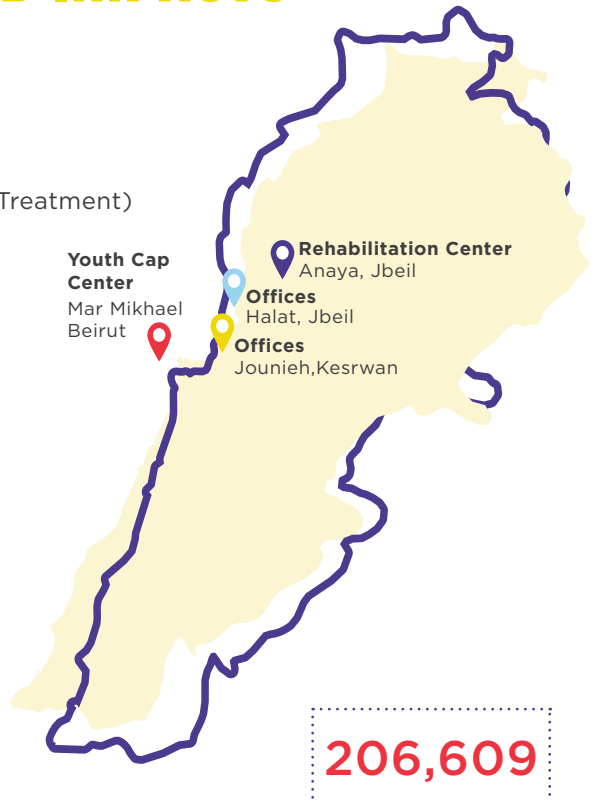 Treatment)
Youth Cap
Center
Mar Mikhael
Beirut
Rehabilitation Center
Anaya, Jbeil
Offices
Halat, Jbeil
Offices
Jounieh,Kesrwan
206,609